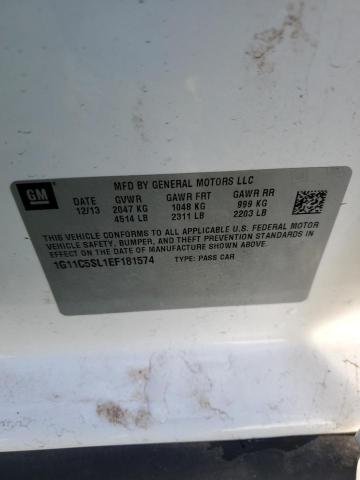 GM
MFD BY GENERAL MOTORS LLC
DATE GVWR GAWR FRT GAWR RR
12/13 2047 KG 1048 KG 999 KG
4514 LB 2311 LB 2203 LB
THIS VEHICLE CONFORMS TO ALL APPLICABLE U.S. FEDERAL MOTOR
VEHICLE SAFETY, BUMPER, AND THEFT PREVENTION STANDARDS
IN EFFECT ON THE DATE OF MANUFACTURE SHOWN ABOVE.
1G11C5SL1EF181574 TYPE: PASS CAR